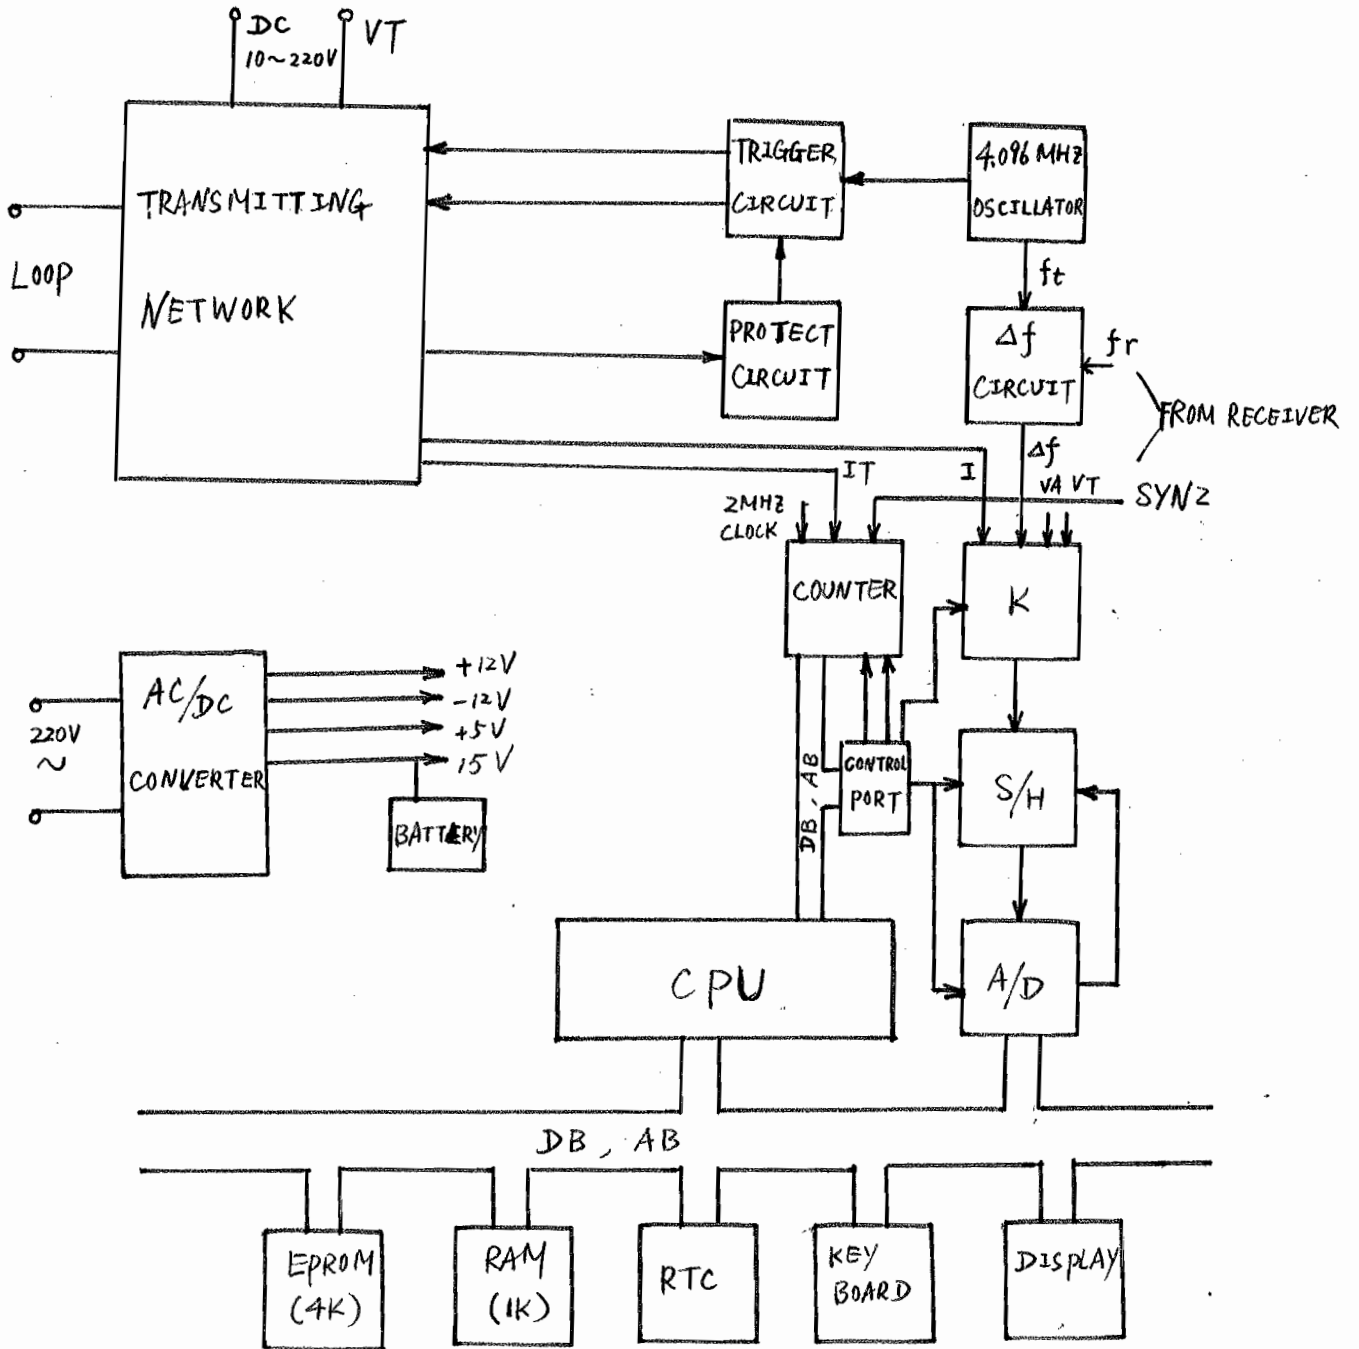 DC
10~220V
VT
TRANSMITTING
NETWORK
LOOP
TRIGGER
CIRCUIT
4.096 MHZ
OSCILLATOR
ft
PROTECT
CIRCUIT
Δf
CIRCUIT
fr
FROM RECEIVER
Δf
IT
I
VA VT
SYN2
2MHZ
CLOCK
COUNTER
K
AC/DC
CONVERTER
220V
~
+12V
-12V
+5V
15V
BATTERY
DB, AB
CONTROL
PORT
S/H
CPU
A/D
DB, AB
EPROM
(4K)
RAM
(1K)
RTC
KEY
BOARD
DISPLAY